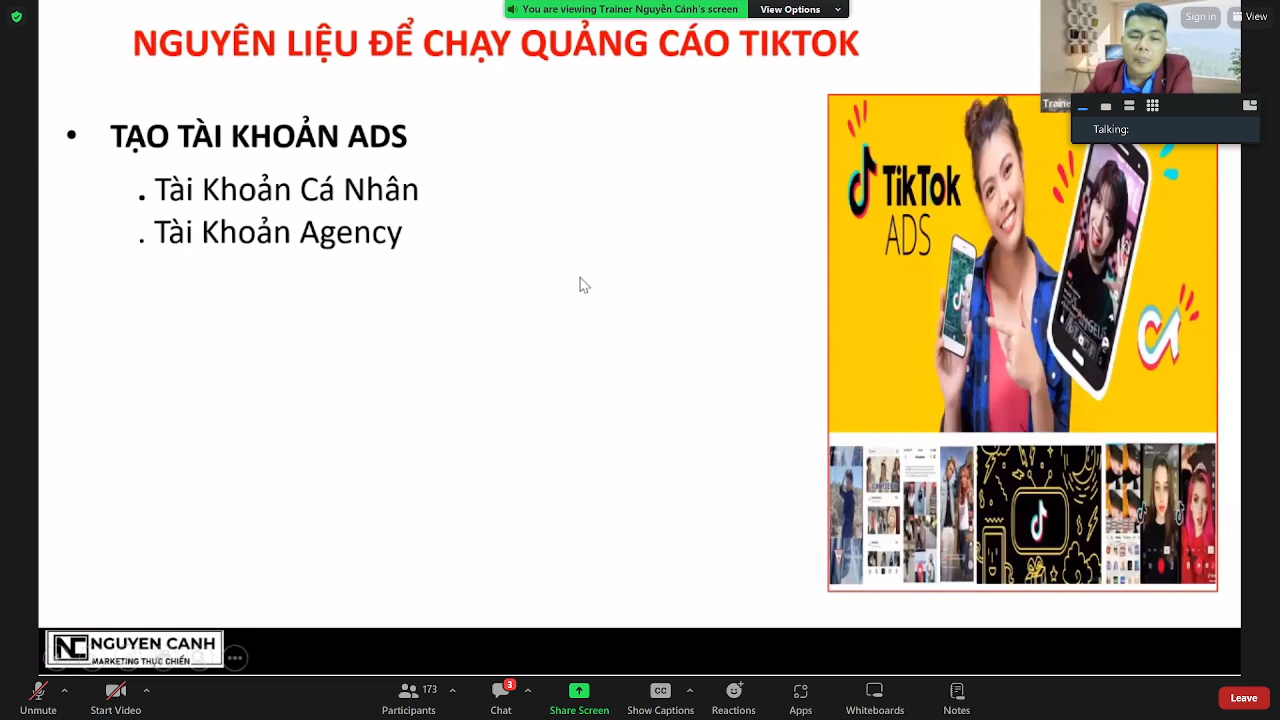 You are viewing Trainer Nguyễn Cảnh's screen
View Options
Sign in
View
NGUYÊN LIỆU ĐỂ CHẠY QUẢNG CÁO TIKTOK
Talking:
• TẠO TÀI KHOẢN ADS
. Tài Khoản Cá Nhân
. Tài Khoản Agency
TikTok
ADS
NC NGUYEN CANH
MARKETING THỰC CHIẾN
Unmute
Start Video
173
Participants
3
Chat
Share Screen
CC
Show Captions
Reactions
Apps
Whiteboards
Notes
Leave